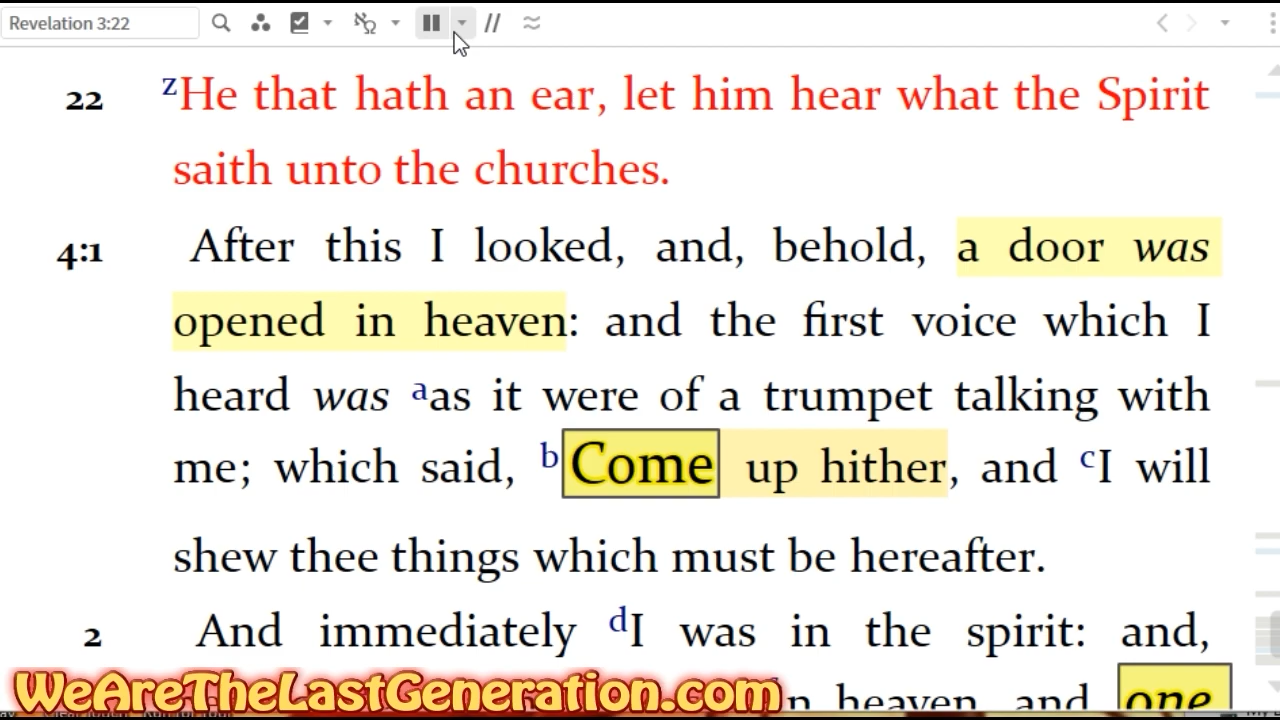 Revelation 3:22
22 zHe that hath an ear, let him hear what the Spirit
saith unto the churches.
4:1 After this I looked, and, behold, a door was
opened in heaven: and the first voice which I
heard was aas it were of a trumpet talking with
me; which said, bCome up hither, and cI will
shew thee things which must be hereafter.
2 And immediately dI was in the spirit: and,
heaven, and one
WeAreTheLastGeneration.com